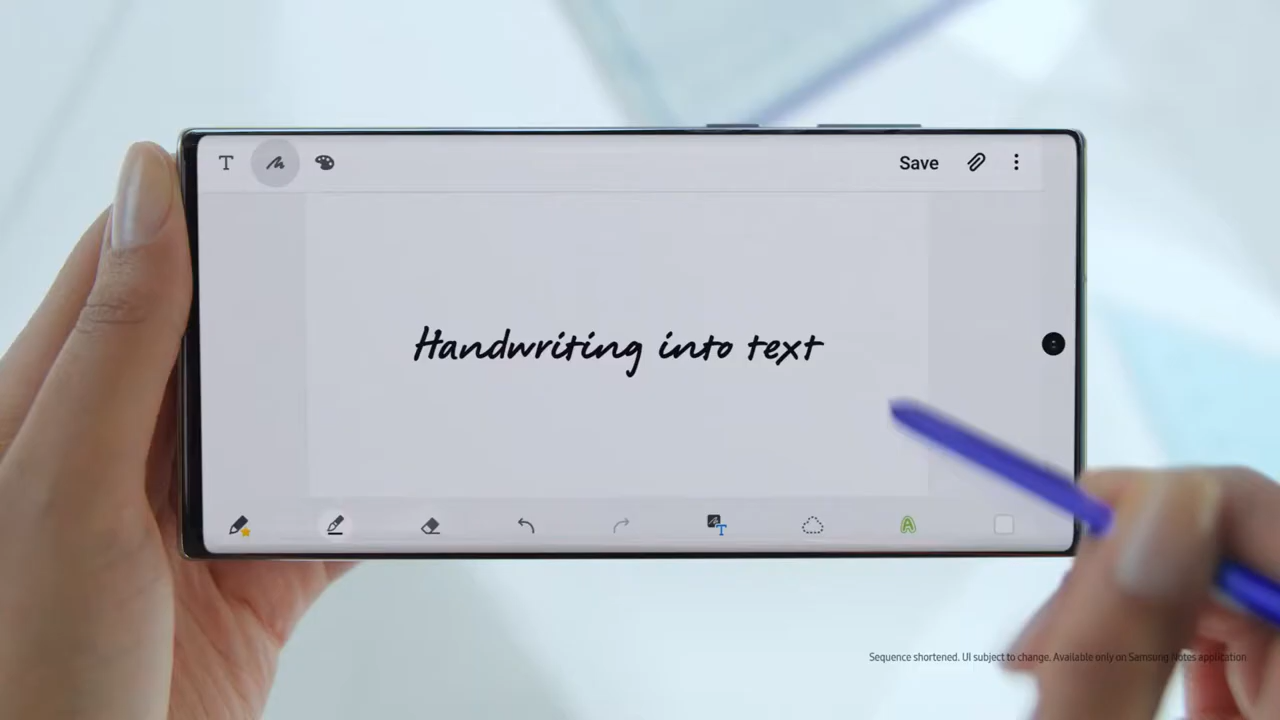 T Save
Handwriting into text
T A
Sequence shortened. UI subject to change. Available only on Samsung Notes application.